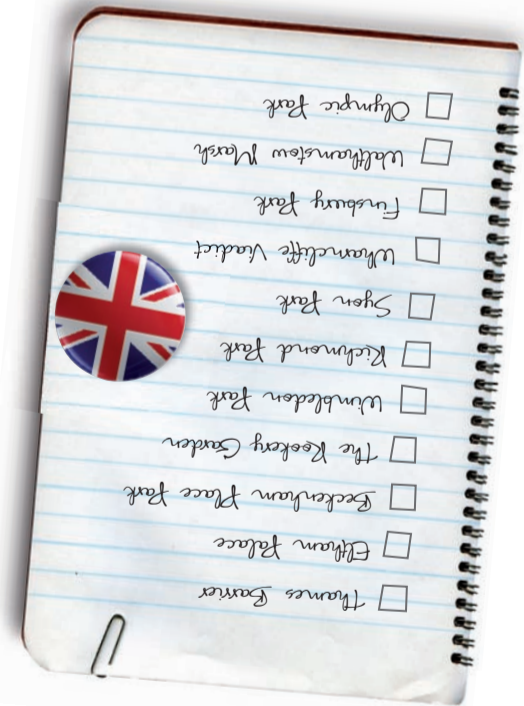 Thames Barrier
Eltham Palace
Beckenham Place Park
The Rookery Garden
Wimbledon Park
Richmond Park
Syon Park
Wharncliffe Viadict
Finsbury Park
Walthamstow Marsh
Olympic Park